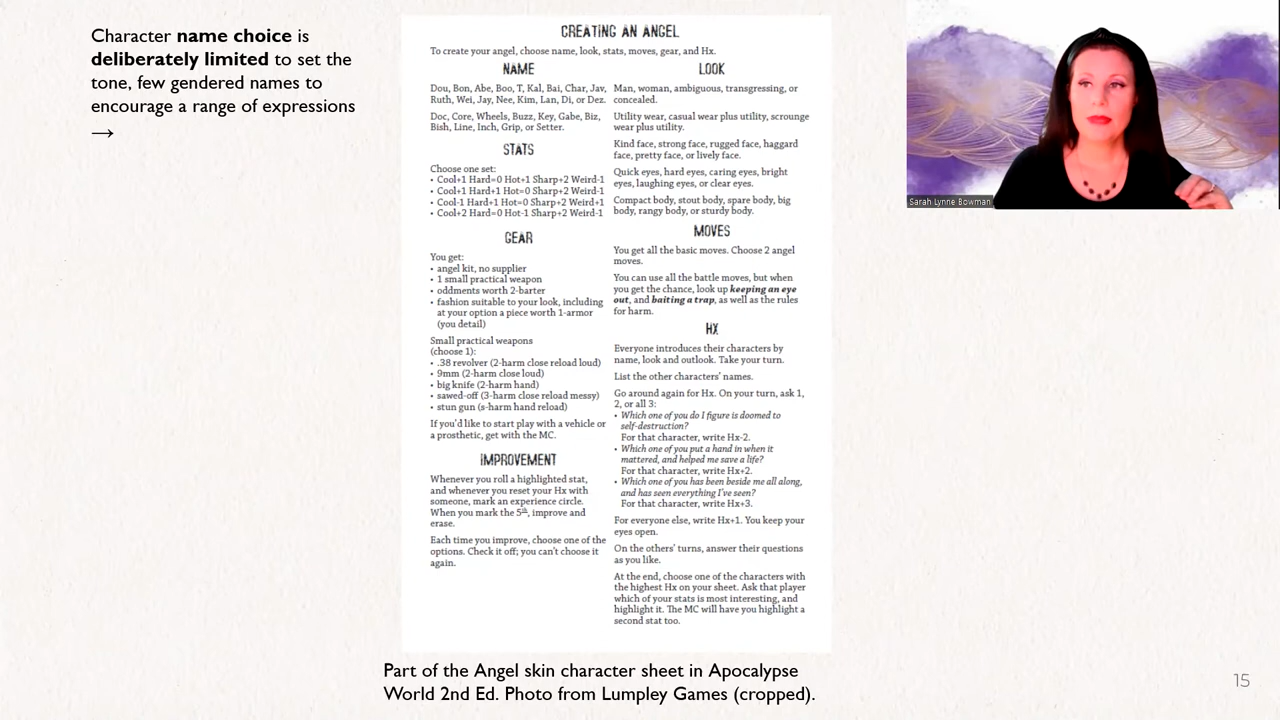 Character name choice is
deliberately limited to set the
tone, few gendered names to
encourage a range of expressions
→
CREATING AN ANGEL
To create your angel, choose name, look, stats, moves, gear, and Hx.
NAME
Dou, Bon, Abe, Boo, T, Kal, Bai, Char, Jav,
Ruth, Wei, Jay, Nee, Kim, Lan, Di, or Dez.
Doc, Core, Wheels, Buzz, Key, Gabe, Biz,
Bish, Line, Inch, Grip, or Setter.
STATS
Choose one set:
• Cool+1 Hard=0 Hot+1 Sharp+2 Weird-1
• Cool+1 Hard+1 Hot=0 Sharp+2 Weird-1
• Cool-1 Hard+1 Hot=0 Sharp+2 Weird+1
• Cool+2 Hard=0 Hot-1 Sharp+2 Weird-1
GEAR
You get:
• angel kit, no supplier
• 1 small practical weapon
• oddments worth 2-barter
• fashion suitable to your look, including
at your option a piece worth 1-armor
(you detail)
Small practical weapons
(choose 1):
• .38 revolver (2-harm close reload loud)
• 9mm (2-harm close loud)
• big knife (2-harm hand)
• sawed-off (3-harm close reload messy)
• stun gun (s-harm hand reload)
If you'd like to start play with a vehicle or
a prosthetic, get with the MC.
IMPROVEMENT
Whenever you roll a highlighted stat,
and whenever you reset your Hx with
someone, mark an experience circle.
When you mark the 5th, improve and
erase.
Each time you improve, choose one of the
options. Check it off; you can't choose it
again.
LOOK
Man, woman, ambiguous, transgressing, or
concealed.
Utility wear, casual wear plus utility, scrounge
wear plus utility.
Kind face, strong face, rugged face, haggard
face, pretty face, or lively face.
Quick eyes, hard eyes, caring eyes, bright
eyes, laughing eyes, or clear eyes.
Compact body, stout body, spare body, big
body, rangy body, or sturdy body.
MOVES
You get all the basic moves. Choose 2 angel
moves.
You can use all the battle moves, but when
you get the chance, look up keeping an eye
out, and baiting a trap, as well as the rules
for harm.
HX
Everyone introduces their characters by
name, look and outlook. Take your turn.
List the other characters' names.
Go around again for Hx. On your turn, ask 1,
2, or all 3:
• Which one of you do I figure is doomed to
self-destruction?
For that character, write Hx-2.
• Which one of you put a hand in when it
mattered, and helped me save a life?
For that character, write Hx+2.
• Which one of you has been beside me all along,
and has seen everything I've seen?
For that character, write Hx+3.
For everyone else, write Hx+1. You keep your
eyes open.
On the others' turns, answer their questions
as you like.
At the end, choose one of the characters with
the highest Hx on your sheet. Ask that player
which of your stats is most interesting, and
highlight it. The MC will have you highlight a
second stat too.
Part of the Angel skin character sheet in Apocalypse
World 2nd Ed. Photo from Lumpley Games (cropped).
Sarah Lynne Bowman
15